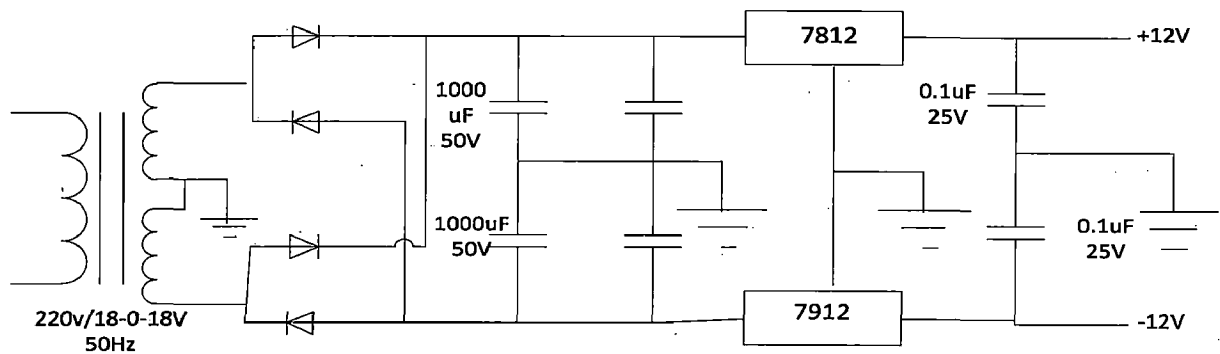 7812
+12V
1000
uF
50V
0.1uF
25V
1000uF
50V
0.1uF
25V
220v/18-0-18V
50Hz
7912
-12V